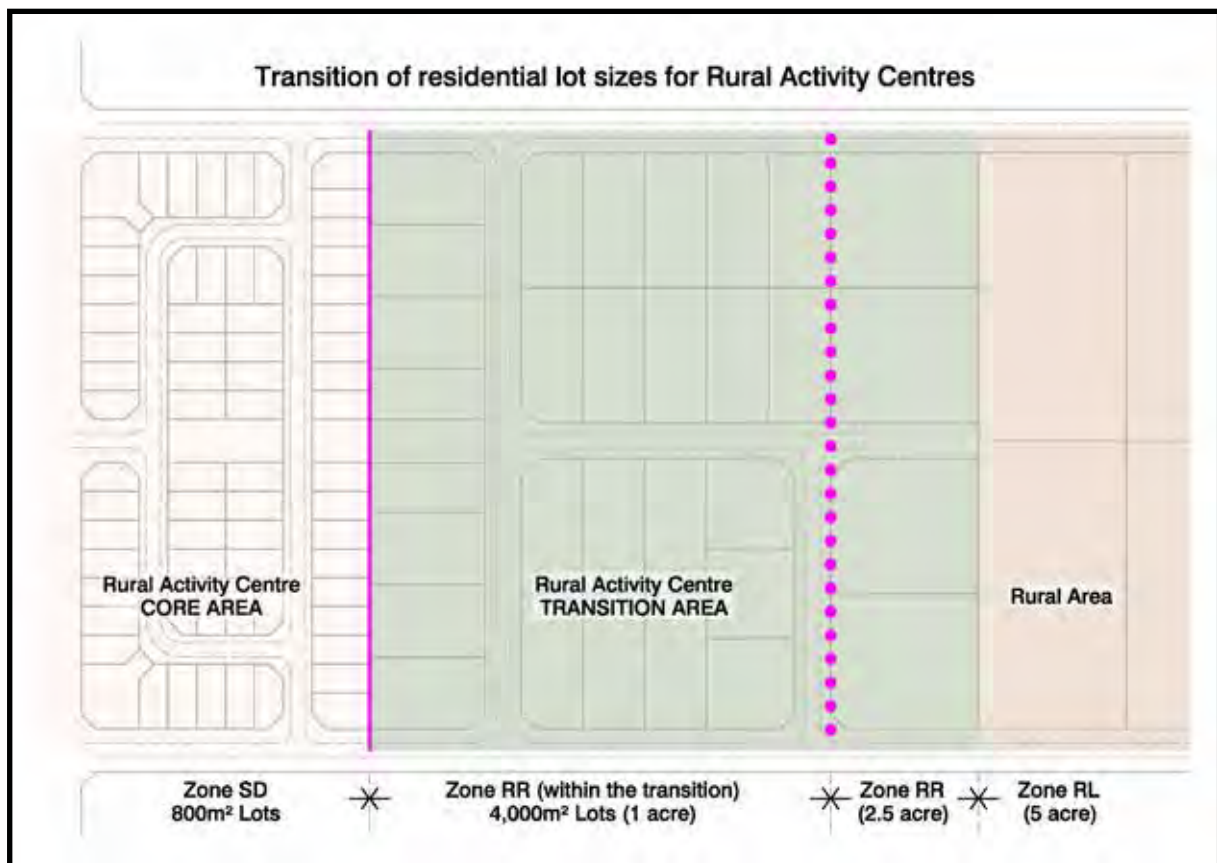 Transition of residential lot sizes for Rural Activity Centres
Rural Activity Centre
CORE AREA
Rural Activity Centre
TRANSITION AREA
Rural Area
Zone SD
800m² Lots
Zone RR (within the transition)
4,000m² Lots (1 acre)
Zone RR
(2.5 acre)
Zone RL
(5 acre)